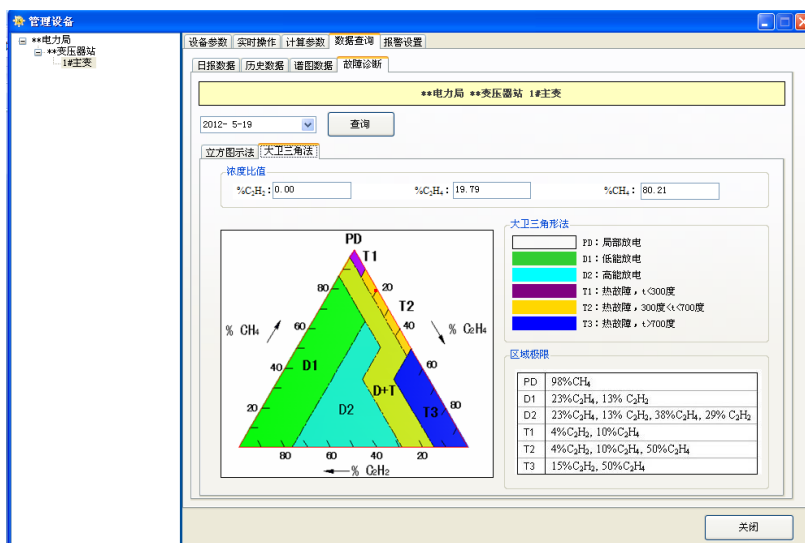 管理设备
**电力局
**变压器站
1#主变
设备参数 实时操作 计算参数 数据查询 报警设置
日报数据 历史数据 谱图数据 故障诊断
**电力局 **变压器站 1#主变
2012- 5-19 查询
立方图示法 大卫三角法
浓度比值
%C₂H₂: 0.00 %C₂H₄: 19.79 %CH₄: 80.21
PD
T1
80 20
T2
% CH₄ 60 40 % C₂H₄
40 D1 60
D+T
20 D2 T3 80
80 60 40 20
% C₂H₂
大卫三角形法
PD:局部放电
D1:低能放电
D2:高能放电
T1:热故障，t<300度
T2:热故障，300度<t<700度
T3:热故障，t>700度
区域极限
PD 98%CH₄
D1 23%C₂H₄, 13% C₂H₂
D2 23%C₂H₄, 13% C₂H₂, 38%C₂H₄, 29% C₂H₂
T1 4%C₂H₂, 10%C₂H₄
T2 4%C₂H₂, 10%C₂H₄, 50%C₂H₄
T3 15%C₂H₂, 50%C₂H₄
关闭